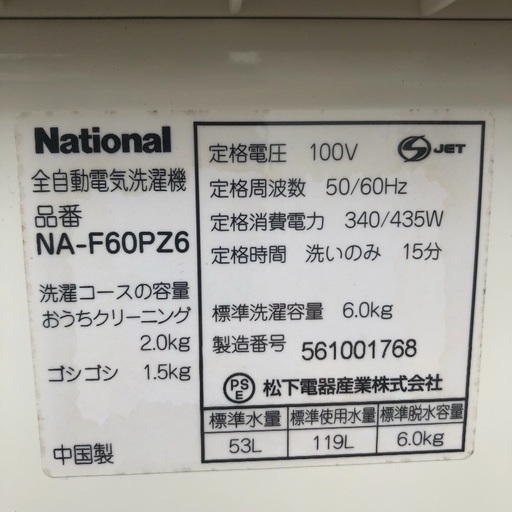 National
全自動電気洗濯機
品番
NA-F60PZ6
洗濯コースの容量
おうちクリーニング
2.0kg
ゴシゴシ 1.5kg
中国製
定格電圧 100V JET
定格周波数 50/60Hz
定格消費電力 340/435W
定格時間 洗いのみ 15分
標準洗濯容量 6.0kg
製造番号 561001768
PSE 松下電器産業株式会社
標準水量 標準使用水量 標準脱水容量
53L 119L 6.0kg